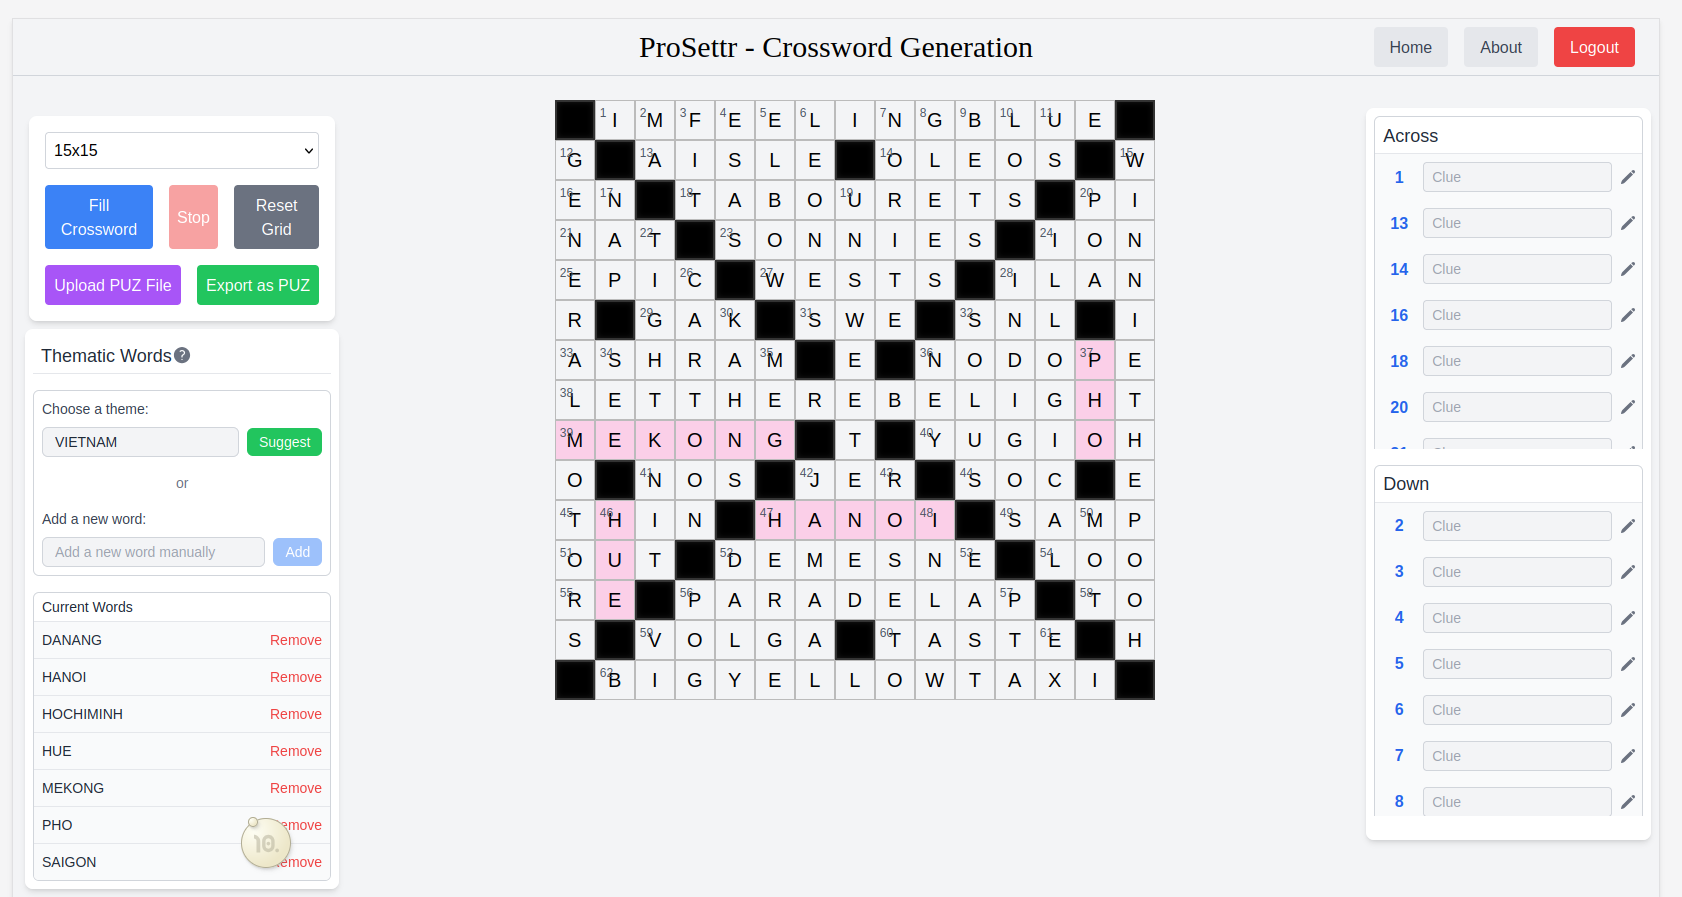 ProSettr - Crossword Generation
Home About Logout
15x15
Fill Crossword Stop Reset Grid
Upload PUZ File Export as PUZ
Thematic Words ?
Choose a theme:
VIETNAM Suggest
or
Add a new word:
Add a new word manually Add
Current Words
DANANG Remove
HANOI Remove
HOCHIMINH Remove
HUE Remove
MEKONG Remove
PHO emove
SAIGON emove
10.
1 I 2 M 3 F 4 E 5 E 6 L I 7 N 8 G 9 B 10 L 11 U E
12 G 13 A I S L E 14 O L E O S 15 W
16 E 17 N 18 T A B O 19 U R E T S 20 P I
21 N A 22 T 23 S O N N I E S 24 I O N
25 E P I 26 C 27 W E S T S 28 I L A N
R 29 G A 30 K 31 S W E 32 S N L I
33 A 34 S H R A 35 M E 36 N O D O 37 P E
38 L E T T H E R E B E L I G H T
39 M E K O N G T 40 Y U G I O H
O 41 N O S 42 J E 43 R 44 S O C E
45 T 46 H I N 47 H A N O 48 I 49 S A 50 M P
51 O U T 52 D E M E S N 53 E 54 L O O
55 R E 56 P A R A D E L A 57 P 58 T O
S 59 V O L G A 60 T A S T 61 E H
62 B I G Y E L L O W T A X I
Across
1 Clue
13 Clue
14 Clue
16 Clue
18 Clue
20 Clue
Down
2 Clue
3 Clue
4 Clue
5 Clue
6 Clue
7 Clue
8 Clue